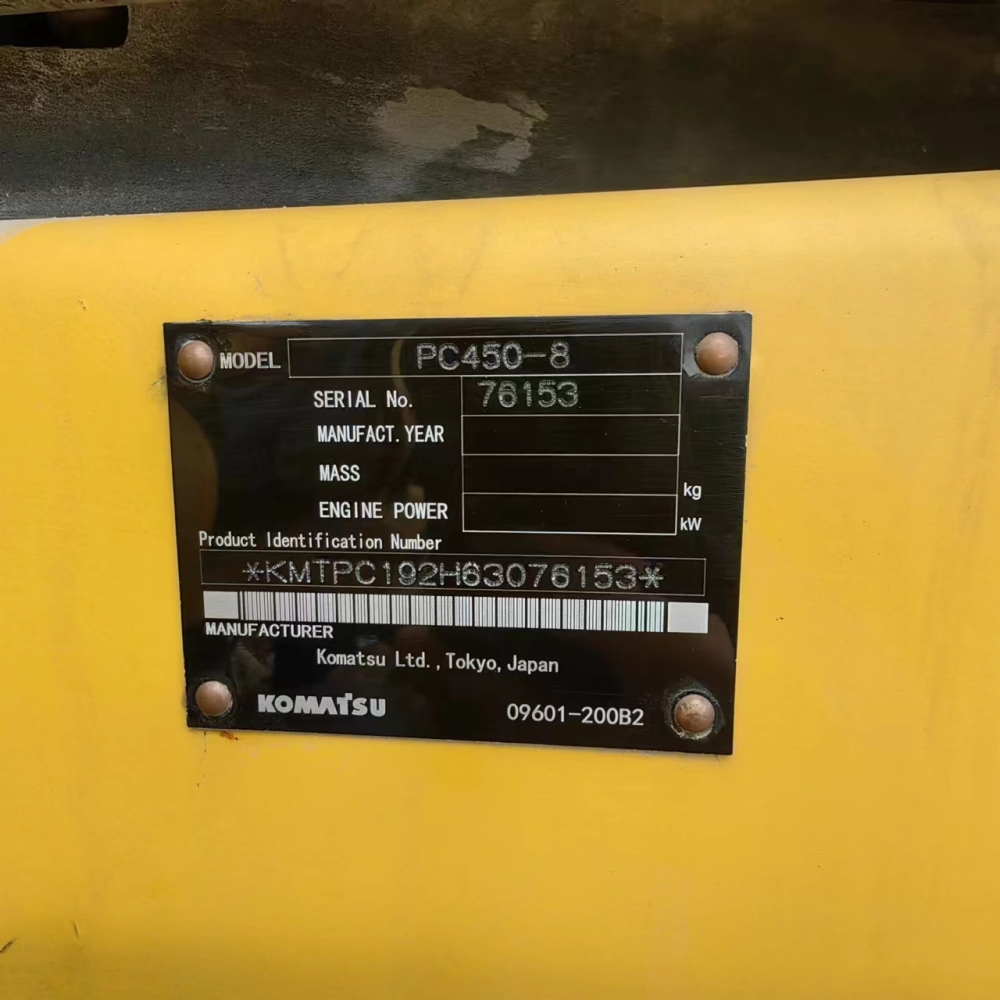 MODEL PC450-8
SERIAL No. 76153
MANUFACT. YEAR
MASS kg
ENGINE POWER kW
Product Identification Number
*KMTPC192H63076153*
MANUFACTURER
Komatsu Ltd., Tokyo, Japan
KOMATSU 09601-200B2